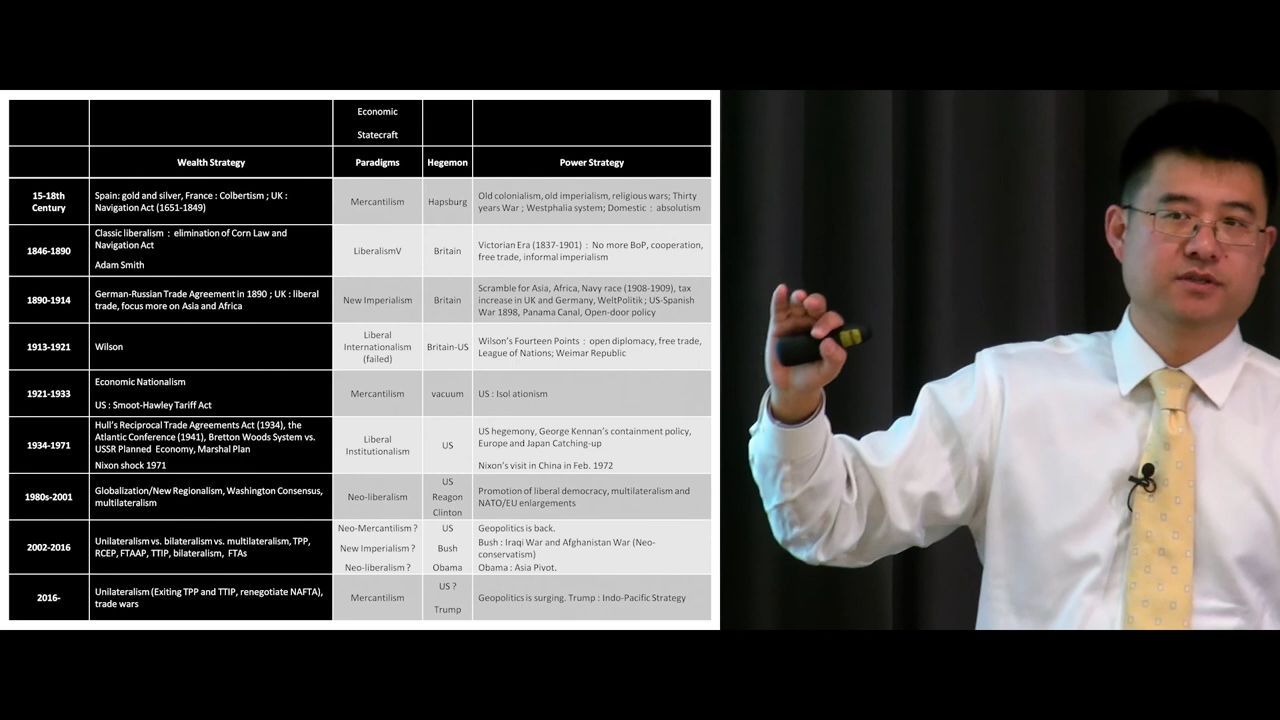 Economic
Statecraft
Wealth Strategy
Paradigms
Hegemon
Power Strategy
15-18th
Century
Spain: gold and silver, France : Colbertism ; UK :
Navigation Act (1651-1849)
Mercantilism
Hapsburg
Old colonialism, old imperialism, religious wars; Thirty
years War ; Westphalia system; Domestic : absolutism
1846-1890
Classic liberalism : elimination of Corn Law and
Navigation Act
Adam Smith
LiberalismV
Britain
Victorian Era (1837-1901) : No more BoP, cooperation,
free trade, informal imperialism
1890-1914
German-Russian Trade Agreement in 1890 ; UK : liberal
trade, focus more on Asia and Africa
New Imperialism
Britain
Scramble for Asia, Africa, Navy race (1908-1909), tax
increase in UK and Germany, WeltPolitik ; US-Spanish
War 1898, Panama Canal, Open-door policy
1913-1921
Wilson
Liberal
Internationalism
(failed)
Britain-US
Wilson's Fourteen Points : open diplomacy, free trade,
League of Nations; Weimar Republic
1921-1933
Economic Nationalism
US : Smoot-Hawley Tariff Act
Mercantilism
vacuum
US : Isol ationism
1934-1971
Hull's Reciprocal Trade Agreements Act (1934), the
Atlantic Conference (1941), Bretton Woods System vs.
USSR Planned Economy, Marshal Plan
Nixon shock 1971
Liberal
Institutionalism
US
US hegemony, George Kennan's containment policy,
Europe and Japan Catching-up
Nixon's visit in China in Feb. 1972
1980s-2001
Globalization/New Regionalism, Washington Consensus,
multilateralism
Neo-liberalism
US
Reagon
Clinton
Promotion of liberal democracy, multilateralism and
NATO/EU enlargements
2002-2016
Unilateralism vs. bilateralism vs. multilateralism, TPP,
RCEP, FTAAP, TTIP, bilateralism, FTAs
Neo-Mercantilism ?
New Imperialism ?
Neo-liberalism ?
US
Bush
Obama
Geopolitics is back.
Bush : Iraqi War and Afghanistan War (Neo-
conservatism)
Obama : Asia Pivot.
2016-
Unilateralism (Exiting TPP and TTIP, renegotiate NAFTA),
trade wars
Mercantilism
US ?
Trump
Geopolitics is surging. Trump : Indo-Pacific Strategy